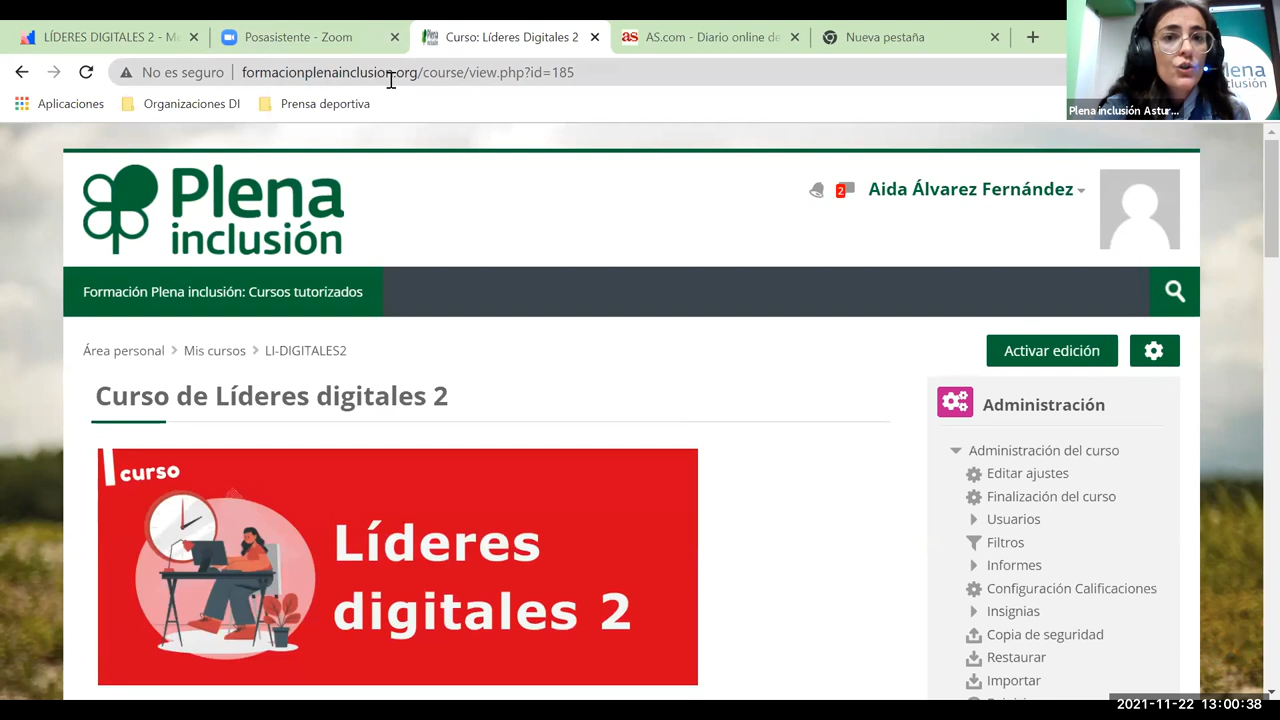 LÍDERES DIGITALES 2 - M
Posasistente - Zoom
Curso: Líderes Digitales 2
as AS.com - Diario online de
Nueva pestaña
No es seguro
formacionplenainclusion.org/course/view.php?id=185
Aplicaciones
Organizaciones DI
Prensa deportiva
Plena inclusión Astur...
Plena
inclusión
2
Aida Álvarez Fernández
Formación Plena inclusión: Cursos tutorizados
Área personal
Mis cursos
LI-DIGITALES2
Activar edición
Curso de Líderes digitales 2
curso
Líderes
digitales 2
Administración
Administración del curso
Editar ajustes
Finalización del curso
Usuarios
Filtros
Informes
Configuración Calificaciones
Insignias
Copia de seguridad
Restaurar
Importar
2021-11-22 13:00:38